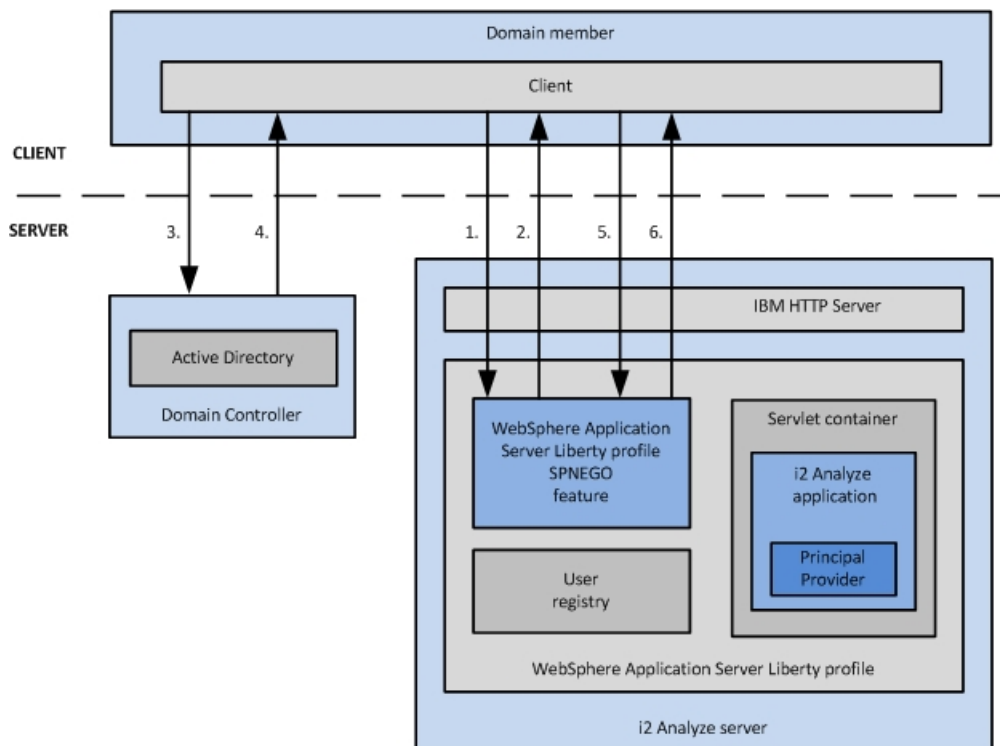 Domain member
Client
CLIENT
SERVER
3.
4.
1.
2.
5.
6.
IBM HTTP Server
Active Directory
Domain Controller
WebSphere Application
Server Liberty profile
SPNEGO
feature
Servlet container
i2 Analyze
application
Principal
Provider
User
registry
WebSphere Application Server Liberty profile
i2 Analyze server